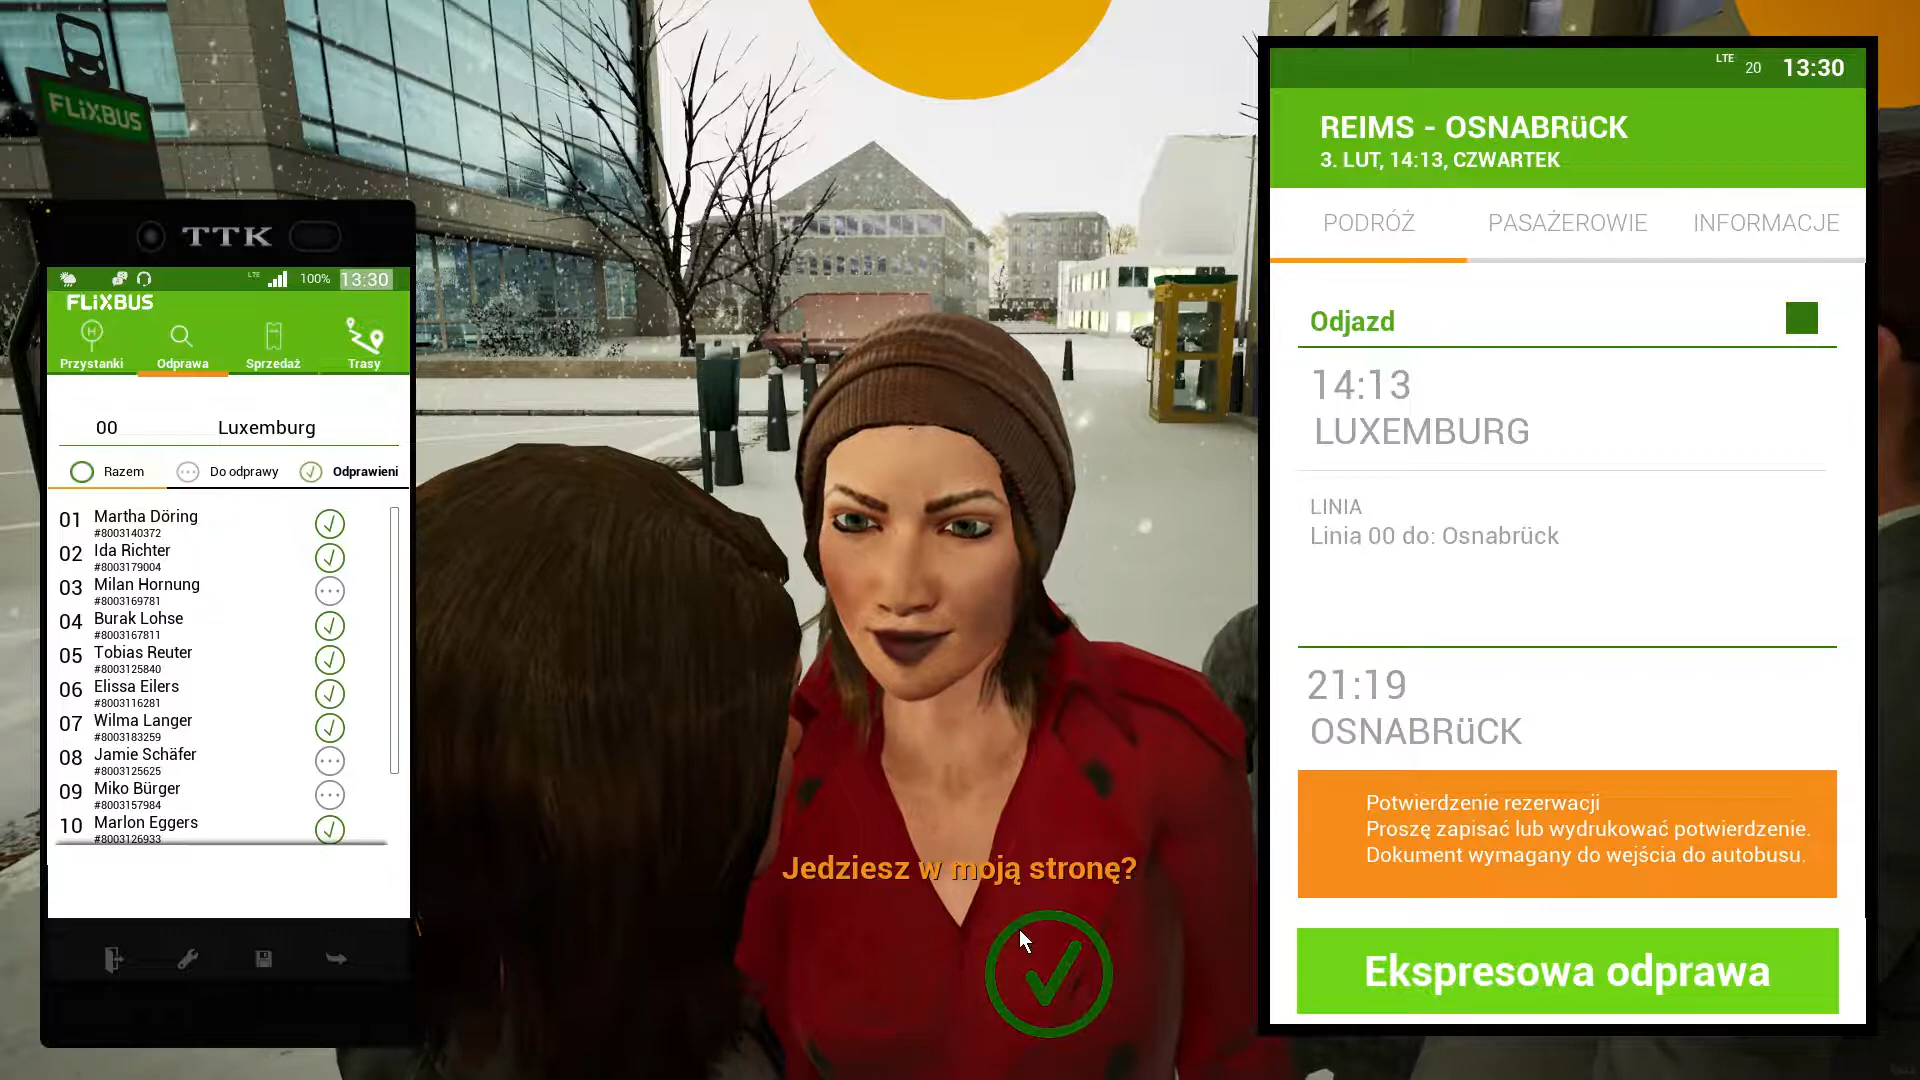 FLiXBUS
TTK
LTE 100% 13:30
FLiXBUS
Przystanki Odprawa Sprzedaż Trasy
00 Luxemburg
Razem Do odprawy Odprawieni
01 Martha Döring
#8003140372
02 Ida Richter
#8003179004
03 Milan Hornung
#8003169781
04 Burak Lohse
#8003167811
05 Tobias Reuter
#8003125840
06 Elissa Eilers
#8003116281
07 Wilma Langer
#8003183259
08 Jamie Schäfer
#8003125625
09 Miko Bürger
#8003157984
10 Marlon Eggers
#8003126933
Jedziesz w moją stronę?
LTE 20 13:30
REIMS - OSNABRüCK
3. LUT, 14:13, CZWARTEK
PODRÓŻ PASAŻEROWIE INFORMACJE
Odjazd
14:13
LUXEMBURG
LINIA
Linia 00 do: Osnabrück
21:19
OSNABRüCK
Potwierdzenie rezerwacji
Proszę zapisać lub wydrukować potwierdzenie.
Dokument wymagany do wejścia do autobusu.
Ekspresowa odprawa